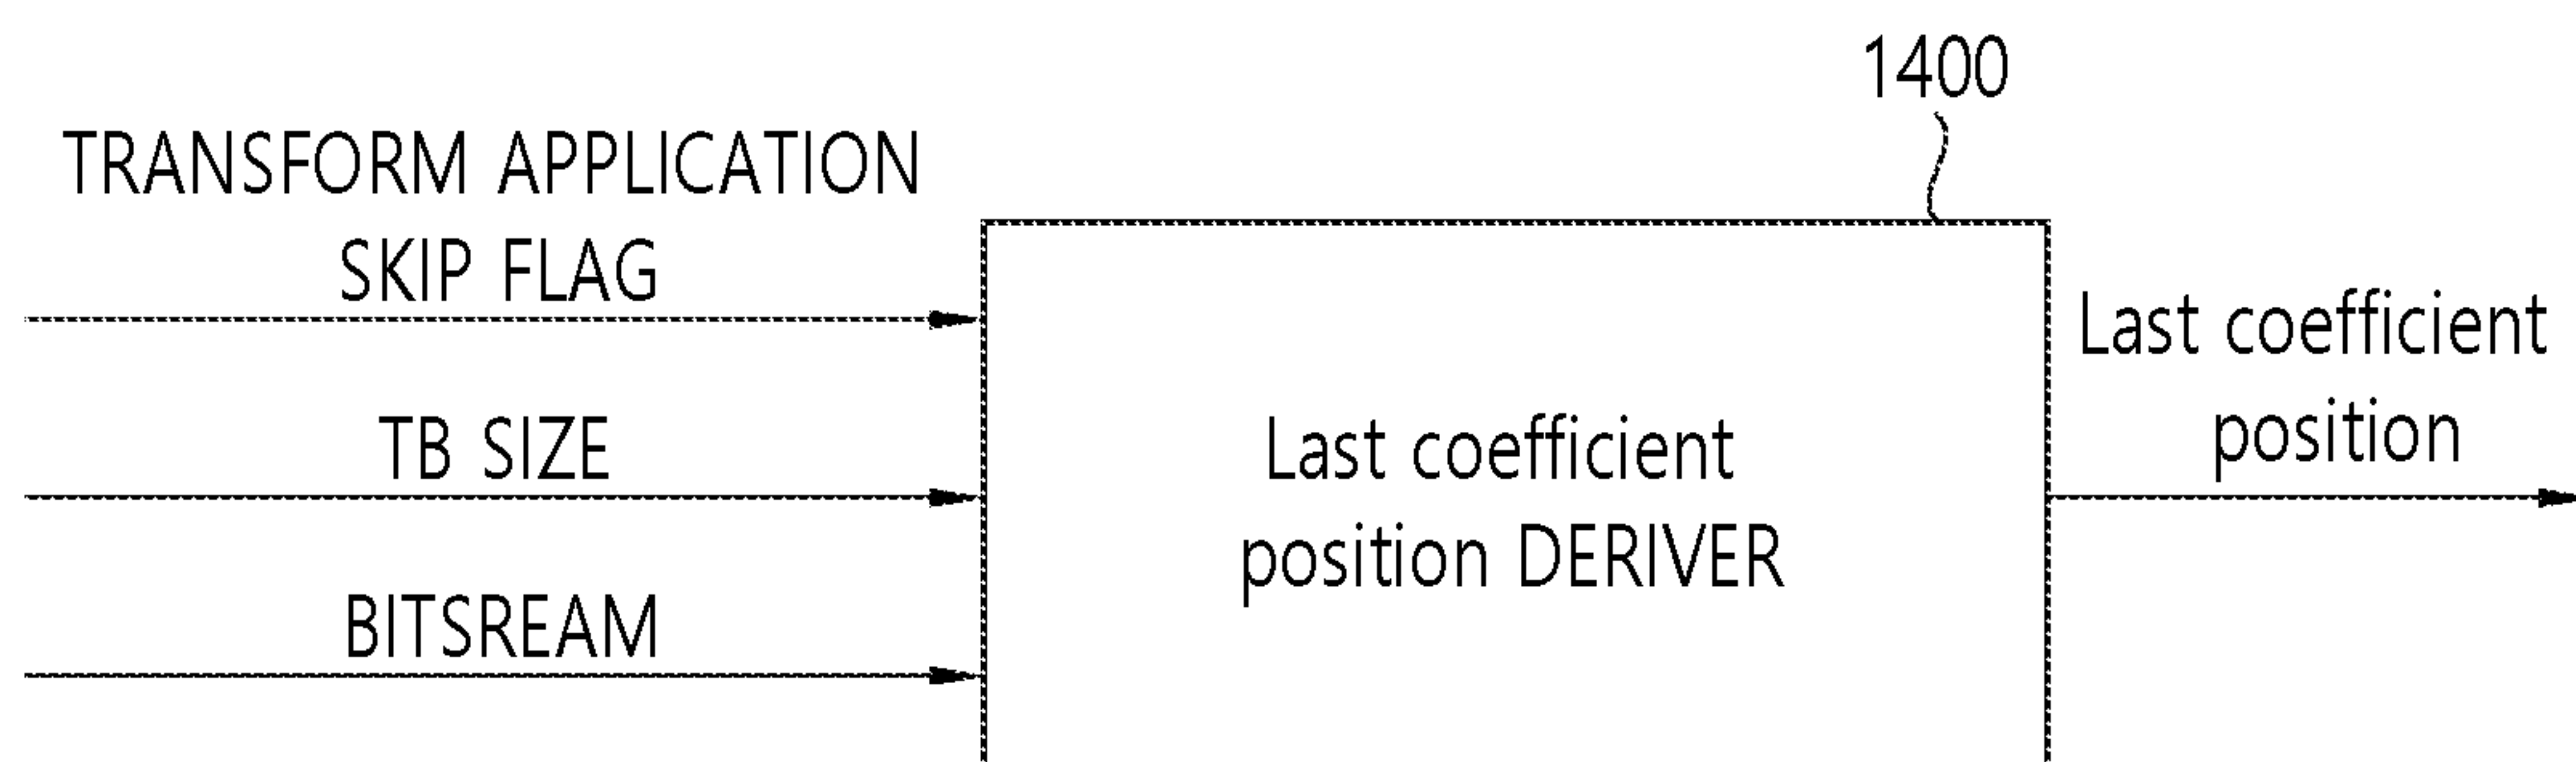 1400
TRANSFORM APPLICATION
SKIP FLAG
TB SIZE
BITSREAM
Last coefficient
position DERIVER
Last coefficient
position